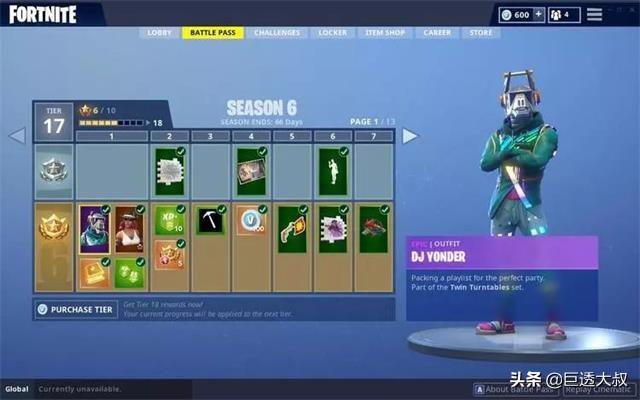 FORTNITE
600 +
4
LOBBY BATTLE PASS CHALLENGES LOCKER ITEM SHOP CAREER STORE
TIER
17
6 / 10
18
SEASON 6
SEASON ENDS: 66 Days
PAGE 1 / 13
1 2 3 4 5 6 7
XP+
10
5
EPIC | OUTFIT
DJ YONDER
Packing a playlist for the perfect party.
Part of the Twin Turntables set.
PURCHASE TIER
Get Tier 18 rewards now!
Your current progress will be applied to the next tier.
Global Currently unavailable.
A About Battle Pass
Replay Cinematic
头条 @巨透大叔